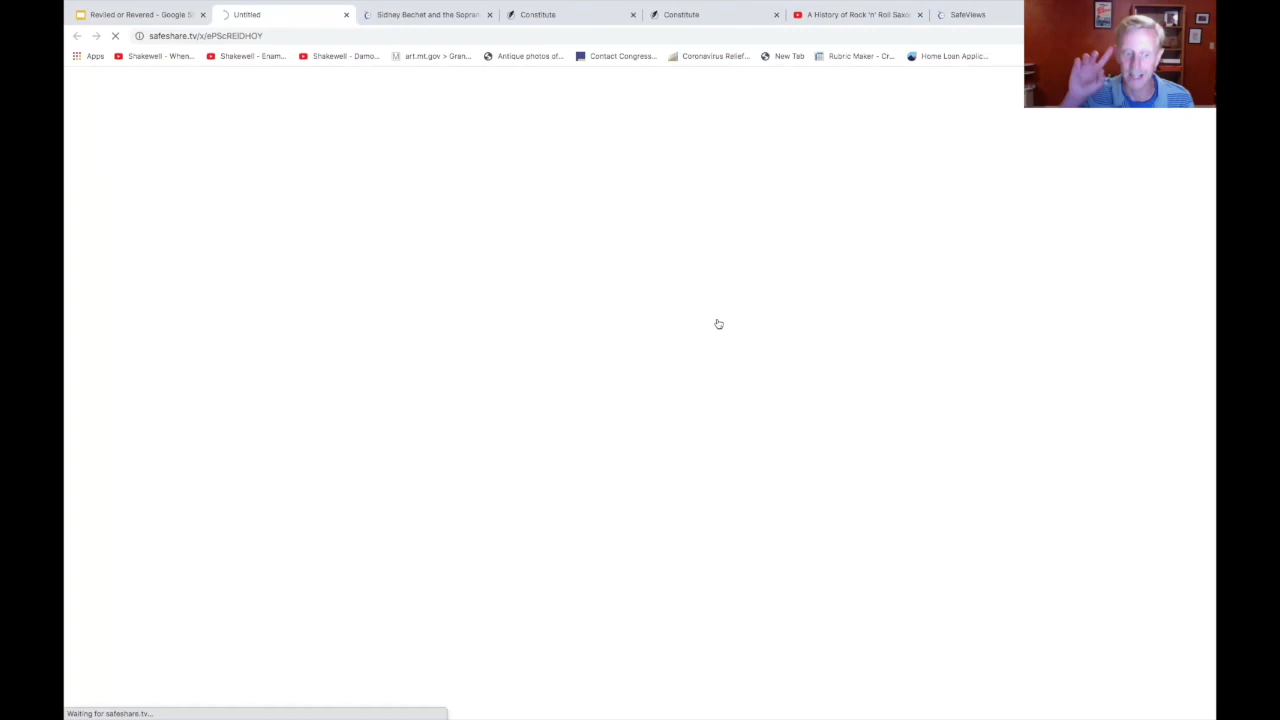 Reviled or Revered - Google Sl
Untitled
Sidney Bechet and the Sopran
Constitute
Constitute
A History of Rock 'n' Roll Saxo
SafeViews
safeshare.tv/x/ePScREIDHOY
Apps
Shakewell - When...
Shakewell - Enam...
Shakewell - Damo...
art.mt.gov > Gran...
Antique photos of...
Contact Congress...
Coronavirus Relief...
New Tab
Rubric Maker - Cr...
Home Loan Applic...
Waiting for safeshare.tv...